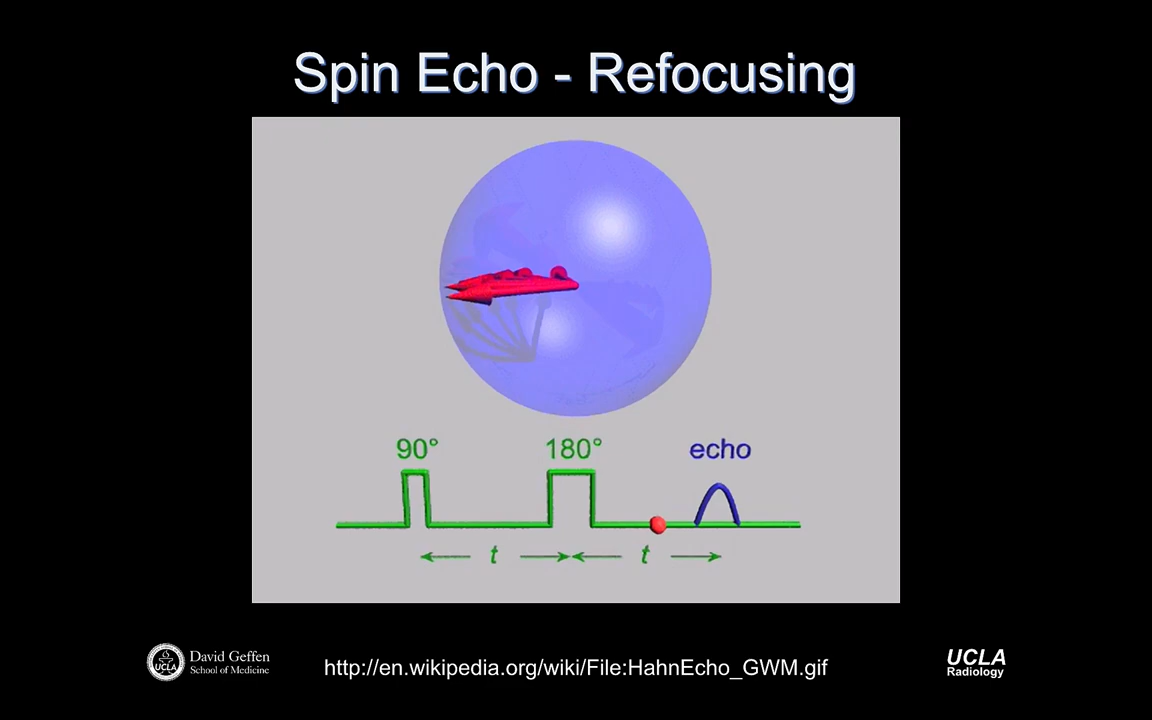 Spin Echo - Refocusing
90° 180° echo
t t
UCLA
David Geffen
School of Medicine
http://en.wikipedia.org/wiki/File:HahnEcho_GWM.gif
UCLA
Radiology